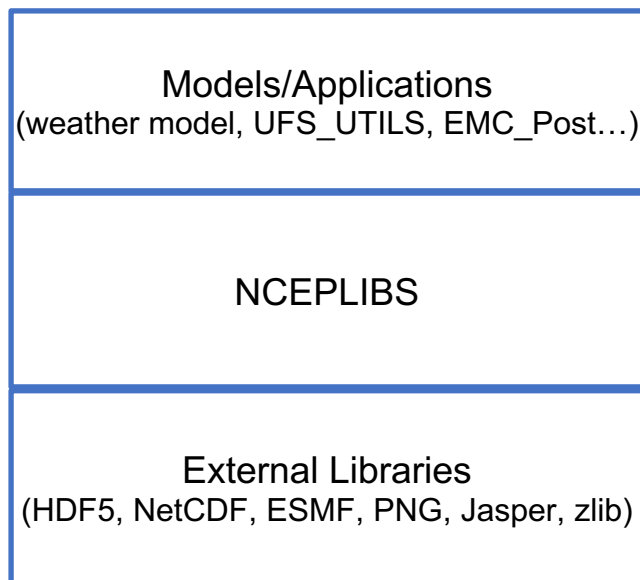 Models/Applications
(weather model, UFS_UTILS, EMC_Post…)
NCEPLIBS
External Libraries
(HDF5, NetCDF, ESMF, PNG, Jasper, zlib)